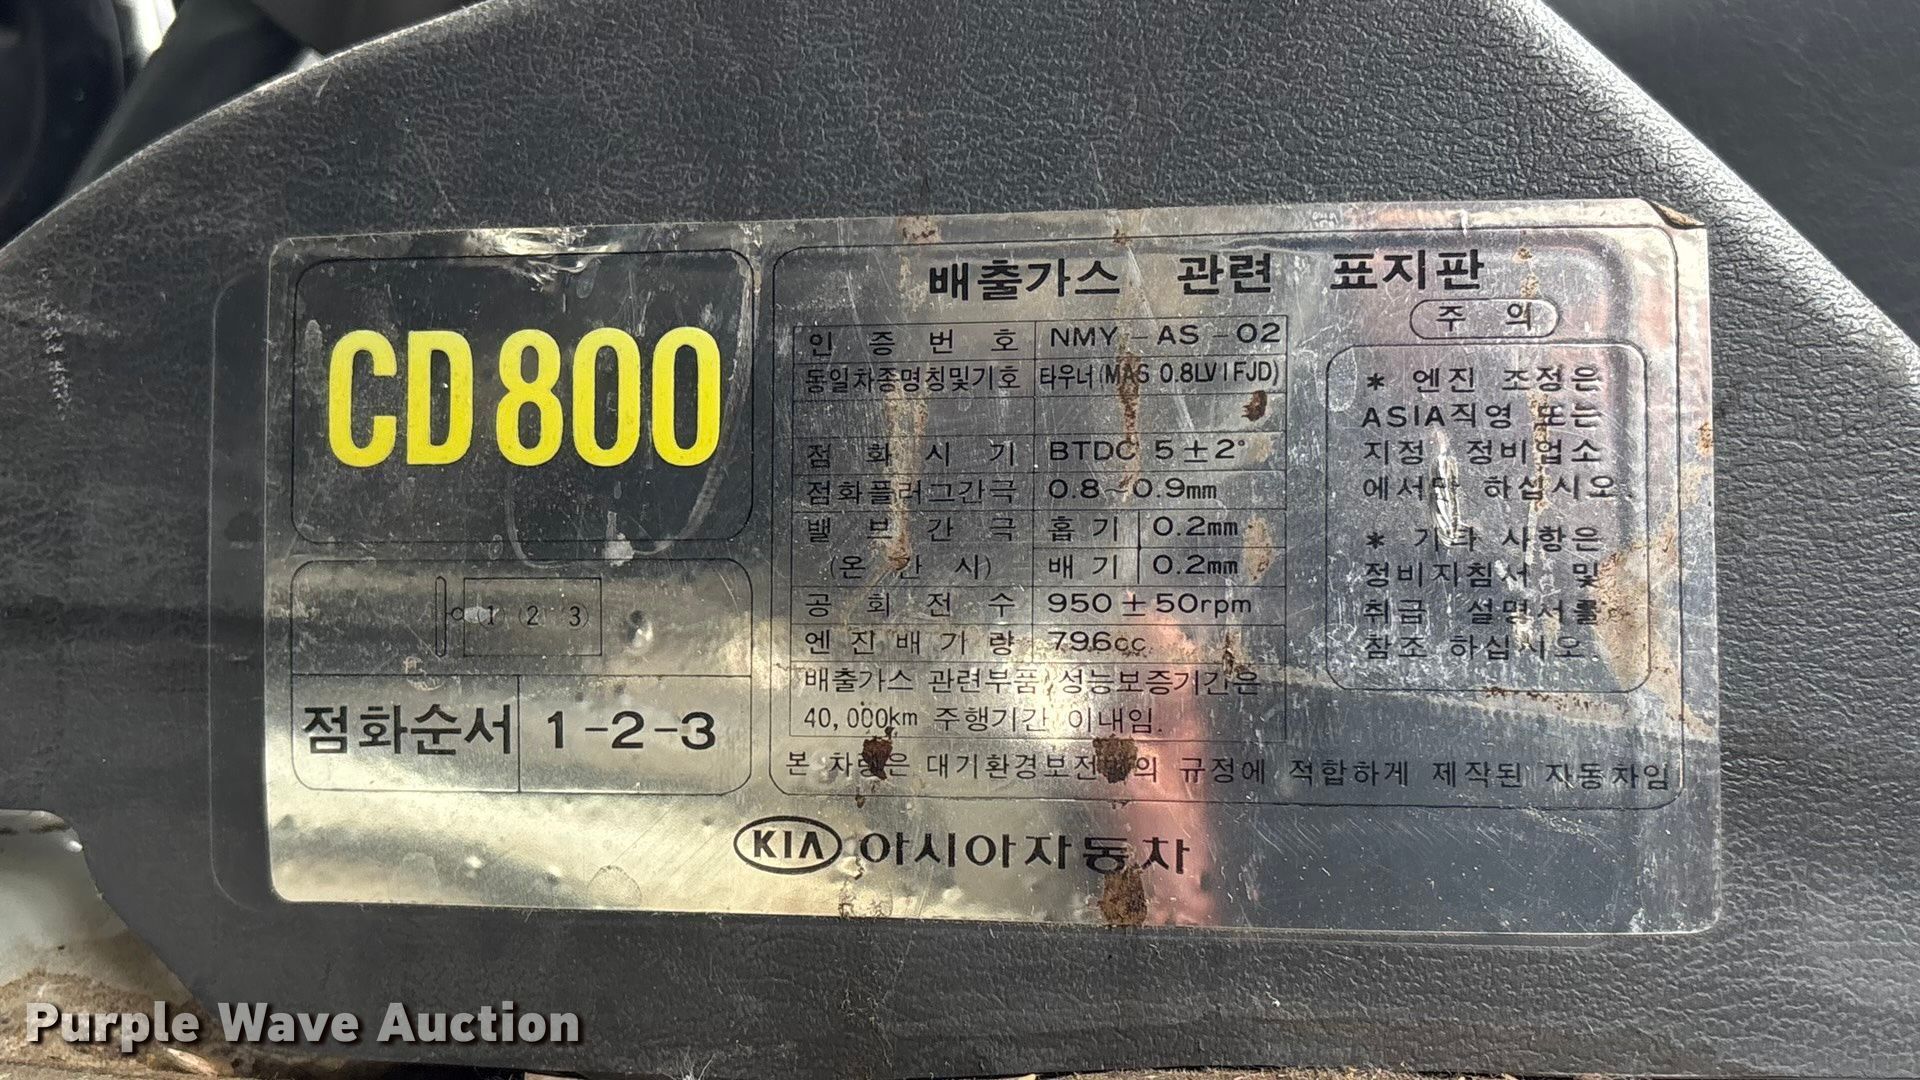 CD 800
1 2 3
점화순서 1-2-3
배출가스 관련 표지판
인증번호 NMY-AS-02
동일차종명칭및기호 타우너(MAS 0.8LVIFJD)
점화시기 BTDC 5±2°
점화플러그간극 0.8~0.9mm
밸브간극 흡기 0.2mm
(온간시) 배기 0.2mm
공회전수 950±50rpm
엔진배기량 796cc
배출가스 관련부품 성능보증기간은
40,000km 주행기간 이내임.
주의
* 엔진 조정은
ASIA직영 또는
지정 정비업소
에서만 하십시오.
* 기타 사항은
정비지침서 및
취급 설명서를
참조 하십시오.
본 차량은 대기환경보전법의 규정에 적합하게 제작된 자동차임
KIA 아시아자동차
Purple Wave Auction